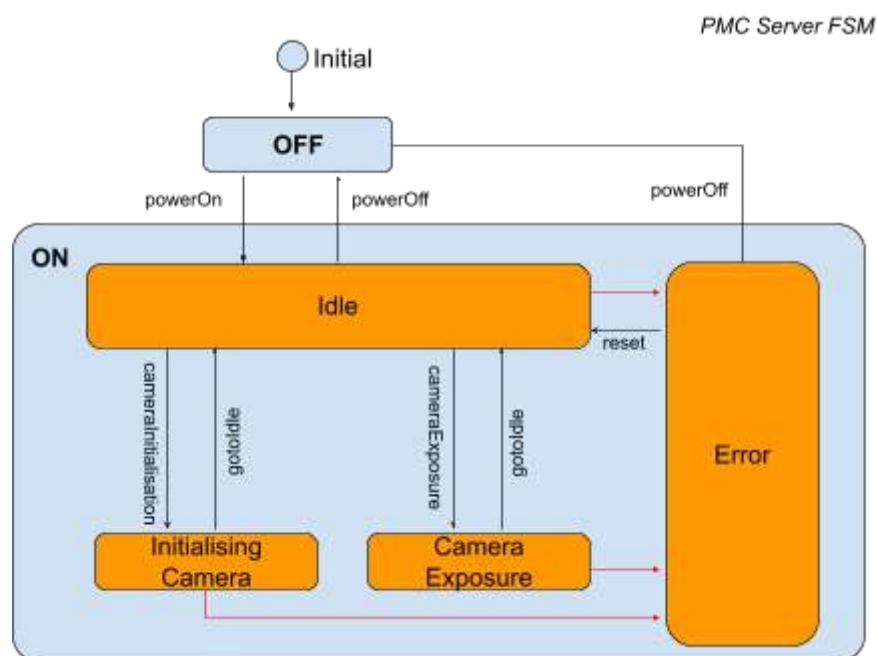 PMC Server FSM
Initial
OFF
powerOn
powerOff
powerOff
ON
Idle
reset
cameraInitialisation
gotoIdle
cameraExposure
gotoIdle
Error
Initialising
Camera
Camera
Exposure